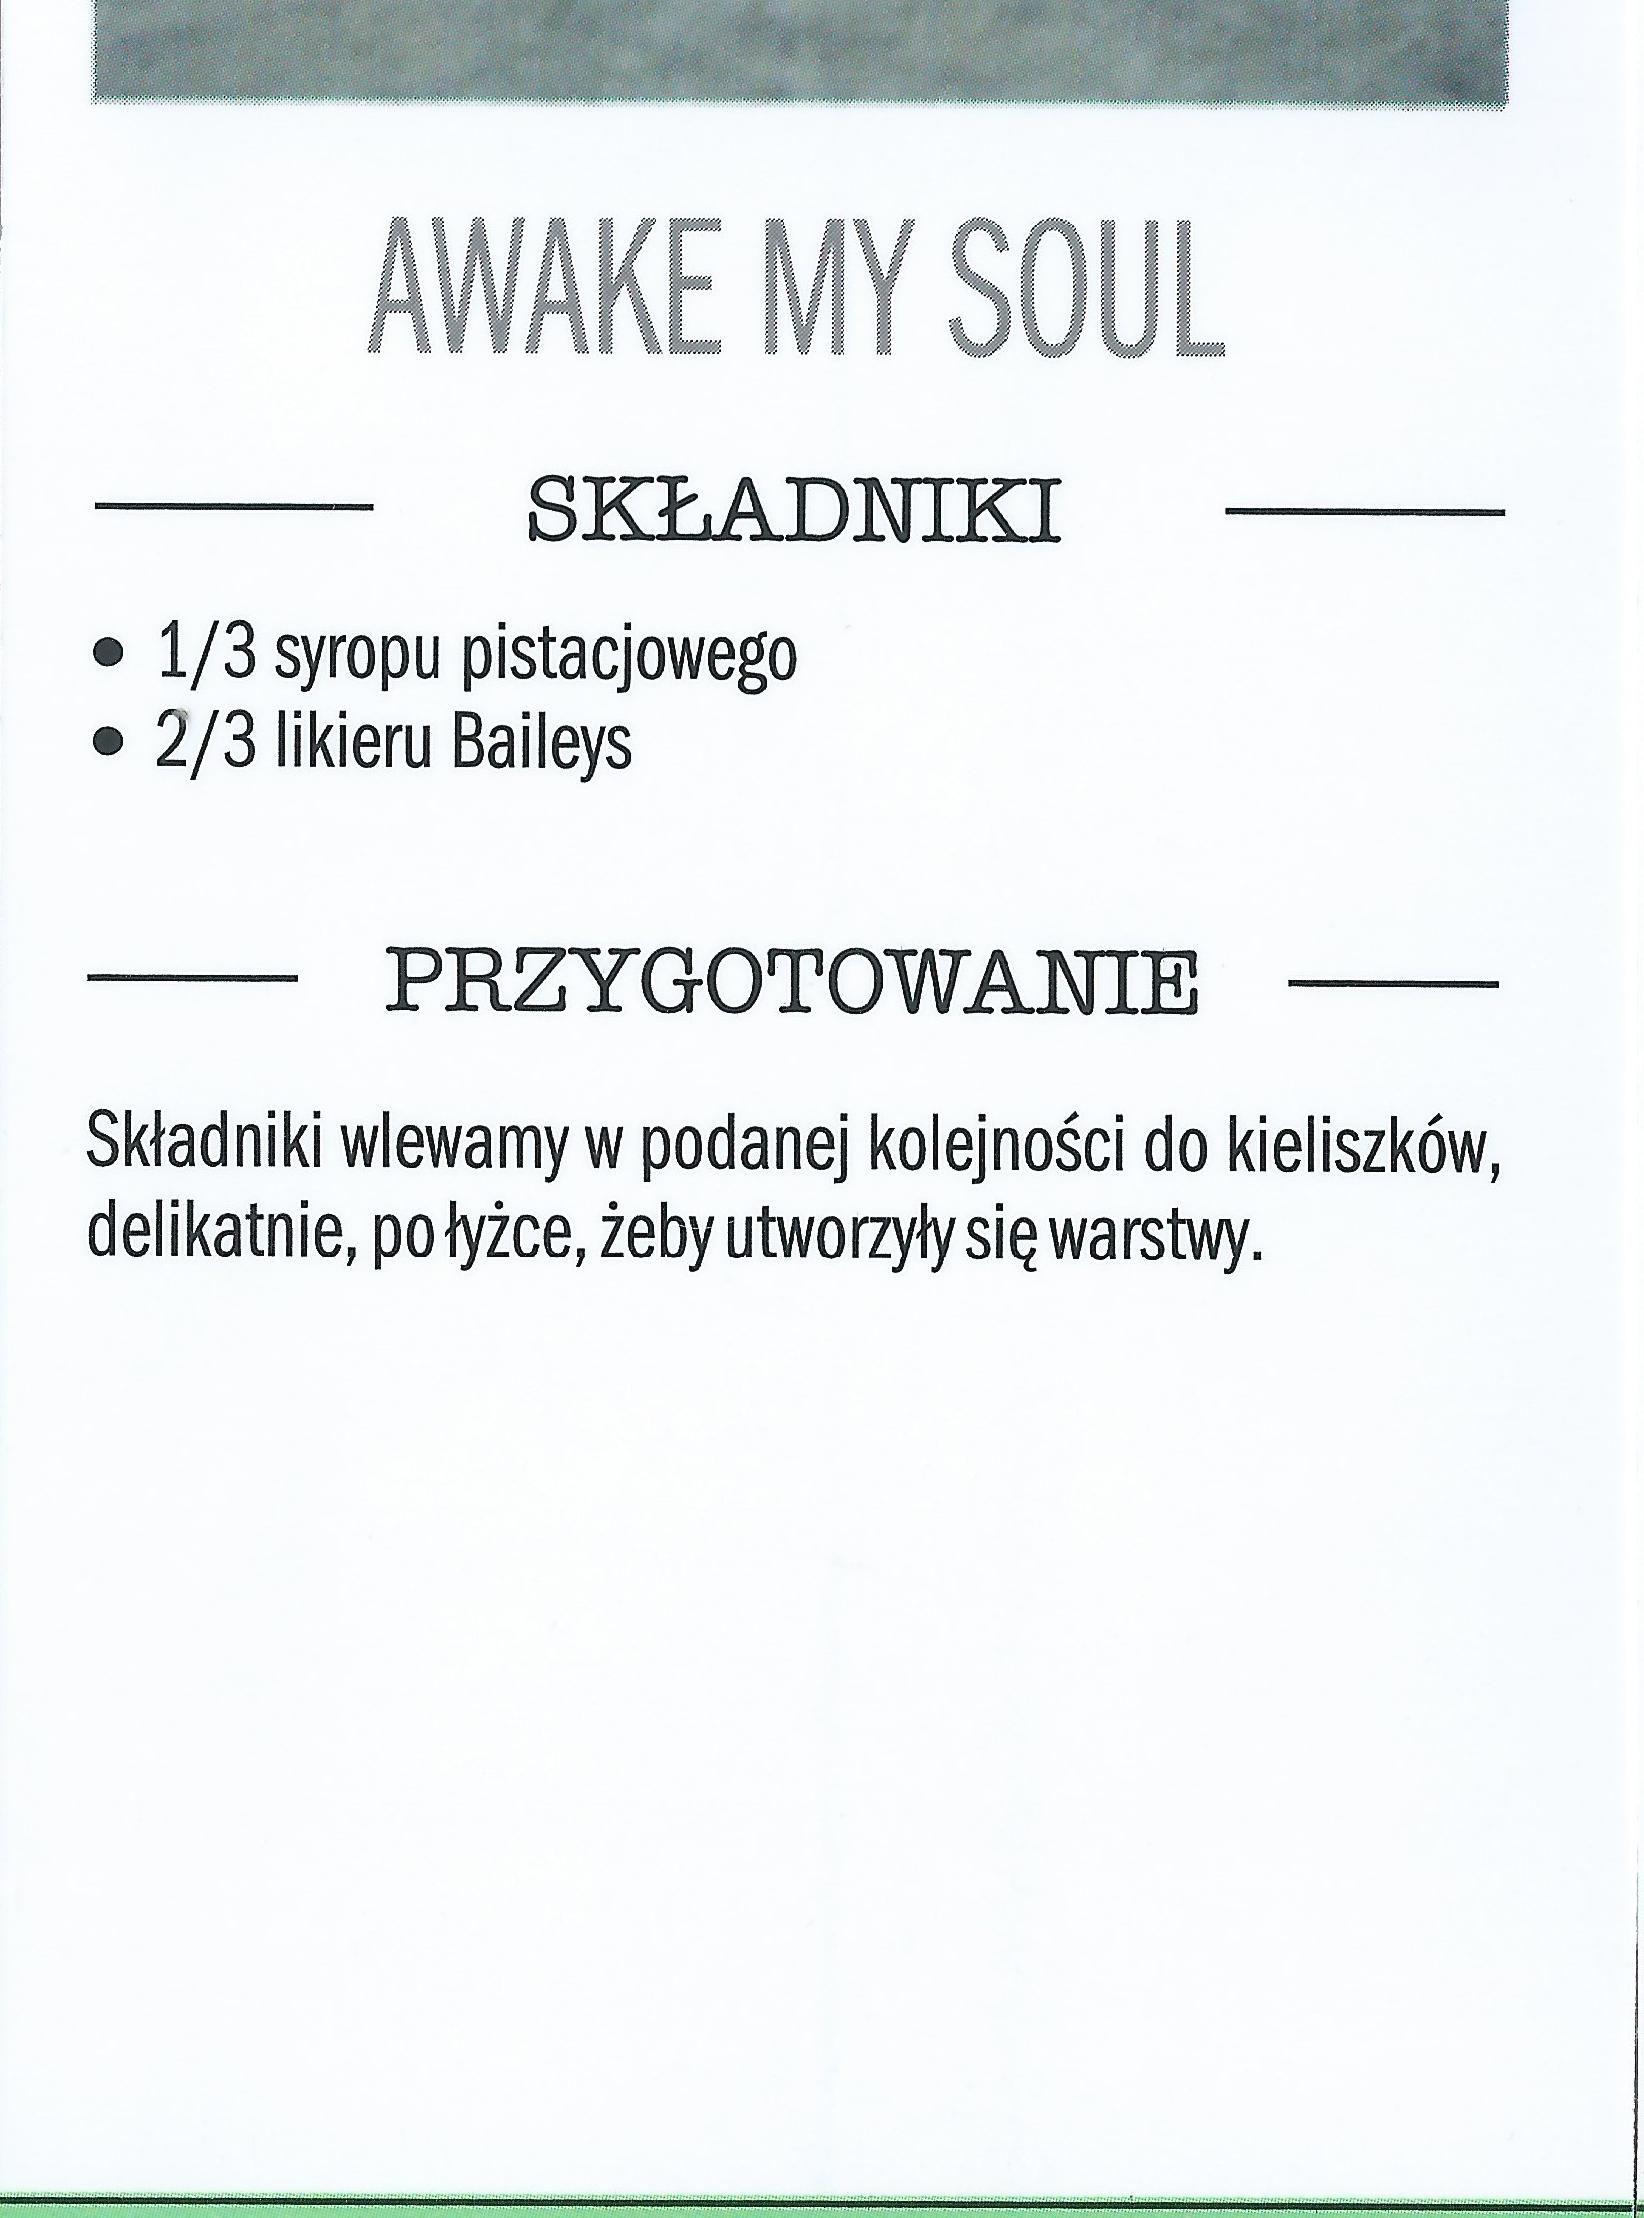 AWAKE MY SOUL
SKŁADNIKI
• 1/3 syropu pistacjowego
• 2/3 likieru Baileys
PRZYGOTOWANIE
Składniki wlewamy w podanej kolejności do kieliszków,
delikatnie, po łyżce, żeby utworzyły się warstwy.